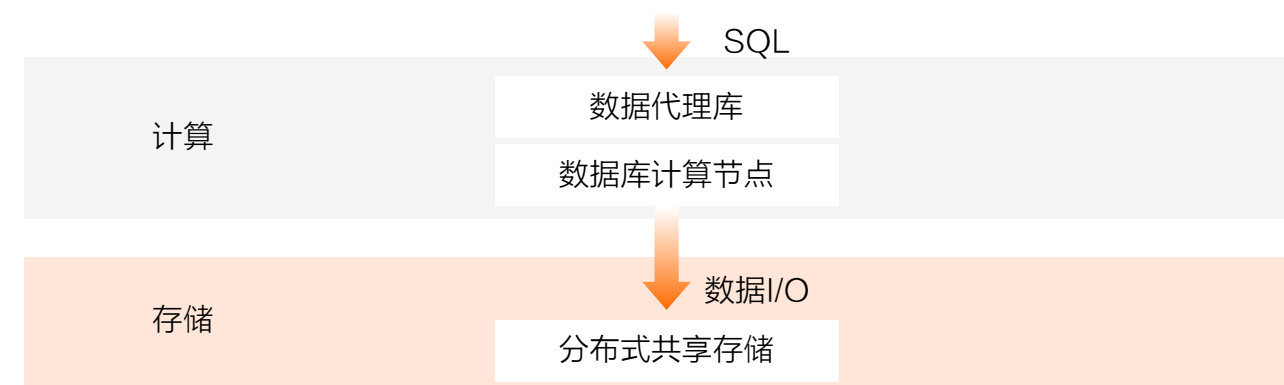 SQL
数据代理库
计算
数据库计算节点
数据I/O
存储
分布式共享存储